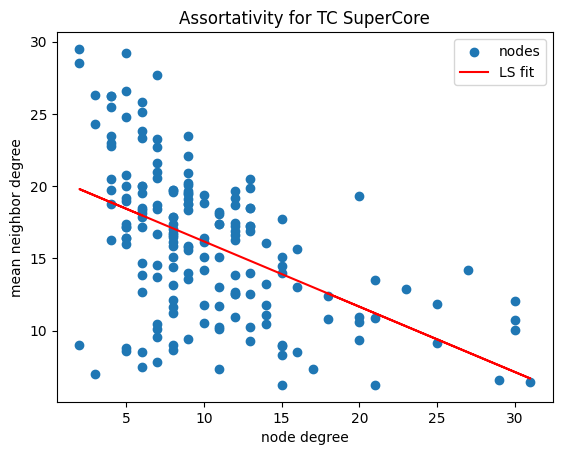 Assortativity for TC SuperCore
nodes
LS fit
mean neighbor degree
30
25
20
15
10
5
10
15
20
25
30
node degree